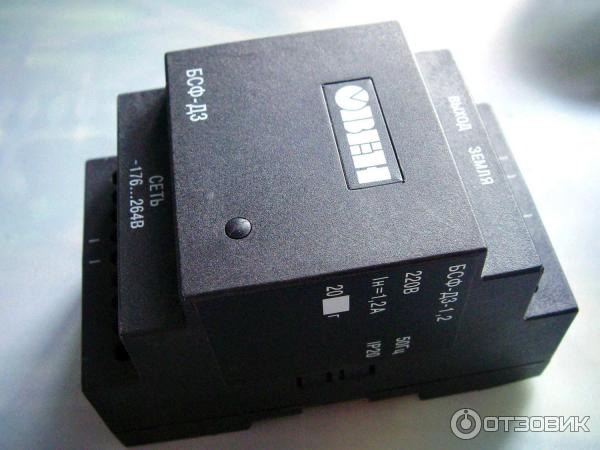 БСФ-Д3
ОВЕН
СЕТЬ
~176...264В
ВЫХОД
ЗЕМЛЯ
БСФ-Д3-1,2
220В 50Гц
Iн=1,2А IP20
20 г
ОТЗОВИК